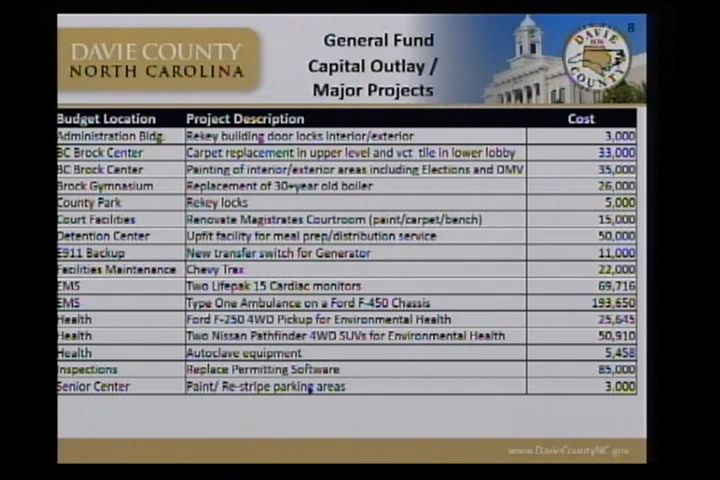 8
DAVIE COUNTY
NORTH CAROLINA
General Fund
Capital Outlay /
Major Projects
DAVIE
COUNTY
Budget Location Project Description Cost
Administration Bldg. Rekey building door locks interior/exterior 3,000
BC Brock Center Carpet replacement in upper level and vct tile in lower lobby 33,000
BC Brock Center Painting of interior/exterior areas including Elections and DMV 35,000
Brock Gymnasium Replacement of 30+year old boiler 26,000
County Park Rekey locks 5,000
Court Facilities Renovate Magistrates Courtroom (paint/carpet/bench) 15,000
Detention Center Upfit facility for meal prep/distribution service 50,000
E911 Backup New transfer switch for Generator 11,000
Facilities Maintenance Chevy Trax 22,000
EMS Two Lifepak 15 Cardiac monitors 69,716
EMS Type One Ambulance on a Ford F-450 Chassis 193,650
Health Ford F-250 4WD Pickup for Environmental Health 25,645
Health Two Nissan Pathfinder 4WD SUVs for Environmental Health 50,910
Health Autoclave equipment 5,458
Inspections Replace Permitting Software 85,000
Senior Center Paint/ Re-stripe parking areas 3,000
www.DavieCountyNC.gov